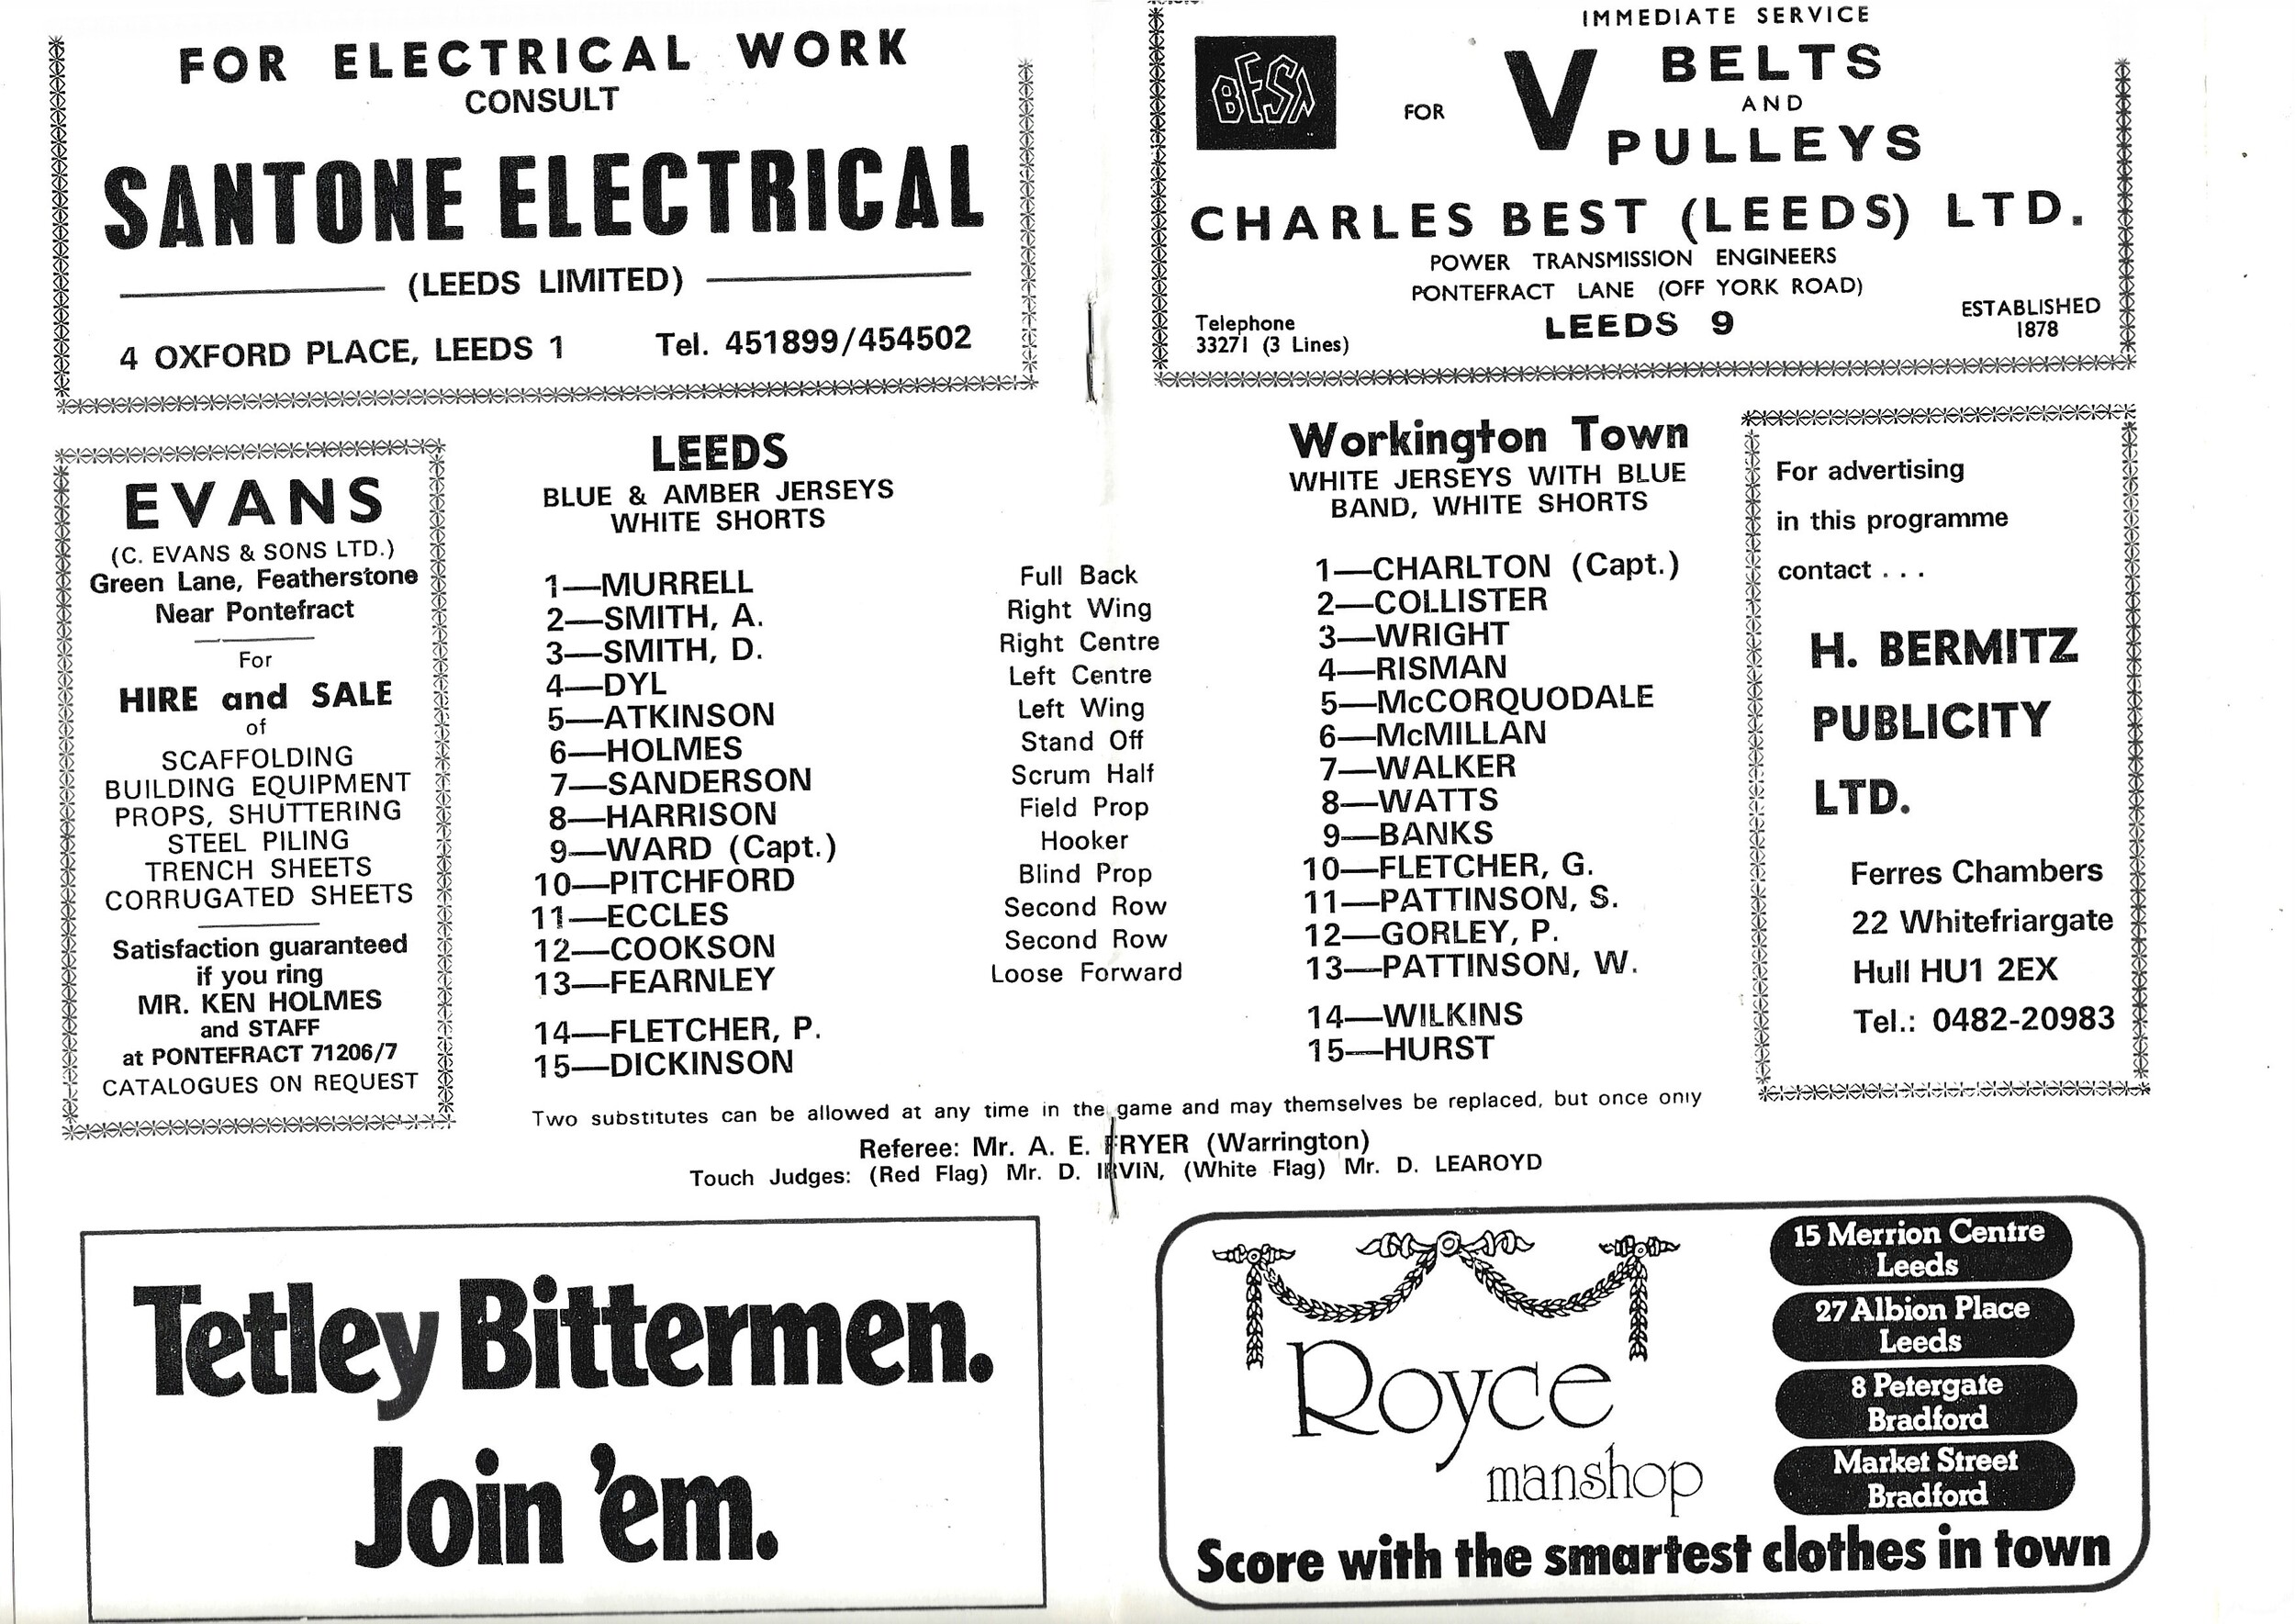 FOR ELECTRICAL WORK
CONSULT
SANTONE ELECTRICAL
(LEEDS LIMITED)
4 OXFORD PLACE, LEEDS 1 Tel. 451899/454502
IMMEDIATE SERVICE
BESA
FOR V BELTS
AND
PULLEYS
CHARLES BEST (LEEDS) LTD.
POWER TRANSMISSION ENGINEERS
PONTEFRACT LANE (OFF YORK ROAD)
LEEDS 9
Telephone
33271 (3 Lines)
ESTABLISHED
1878
EVANS
(C. EVANS & SONS LTD.)
Green Lane, Featherstone
Near Pontefract
For
HIRE and SALE
of
SCAFFOLDING
BUILDING EQUIPMENT
PROPS, SHUTTERING
STEEL PILING
TRENCH SHEETS
CORRUGATED SHEETS
Satisfaction guaranteed
if you ring
MR. KEN HOLMES
and STAFF
at PONTEFRACT 71206/7
CATALOGUES ON REQUEST
LEEDS
BLUE & AMBER JERSEYS
WHITE SHORTS
1—MURRELL
2—SMITH, A.
3—SMITH, D.
4—DYL
5—ATKINSON
6—HOLMES
7—SANDERSON
8—HARRISON
9—WARD (Capt.)
10—PITCHFORD
11—ECCLES
12—COOKSON
13—FEARNLEY
14—FLETCHER, P.
15—DICKINSON
Full Back
Right Wing
Right Centre
Left Centre
Left Wing
Stand Off
Scrum Half
Field Prop
Hooker
Blind Prop
Second Row
Second Row
Loose Forward
Workington Town
WHITE JERSEYS WITH BLUE
BAND, WHITE SHORTS
1—CHARLTON (Capt.)
2—COLLISTER
3—WRIGHT
4—RISMAN
5—McCORQUODALE
6—McMILLAN
7—WALKER
8—WATTS
9—BANKS
10—FLETCHER, G.
11—PATTINSON, S.
12—GORLEY, P.
13—PATTINSON, W.
14—WILKINS
15—HURST
Two substitutes can be allowed at any time in the game and may themselves be replaced, but once only
Referee: Mr. A. E. FRYER (Warrington)
Touch Judges: (Red Flag) Mr. D. IRVIN, (White Flag) Mr. D. LEAROYD
For advertising
in this programme
contact . . .
H. BERMITZ
PUBLICITY
LTD.
Ferres Chambers
22 Whitefriargate
Hull HU1 2EX
Tel.: 0482-20983
Tetley Bittermen.
Join 'em.
Royce
manshop
15 Merrion Centre
Leeds
27 Albion Place
Leeds
8 Petergate
Bradford
Market Street
Bradford
Score with the smartest clothes in town